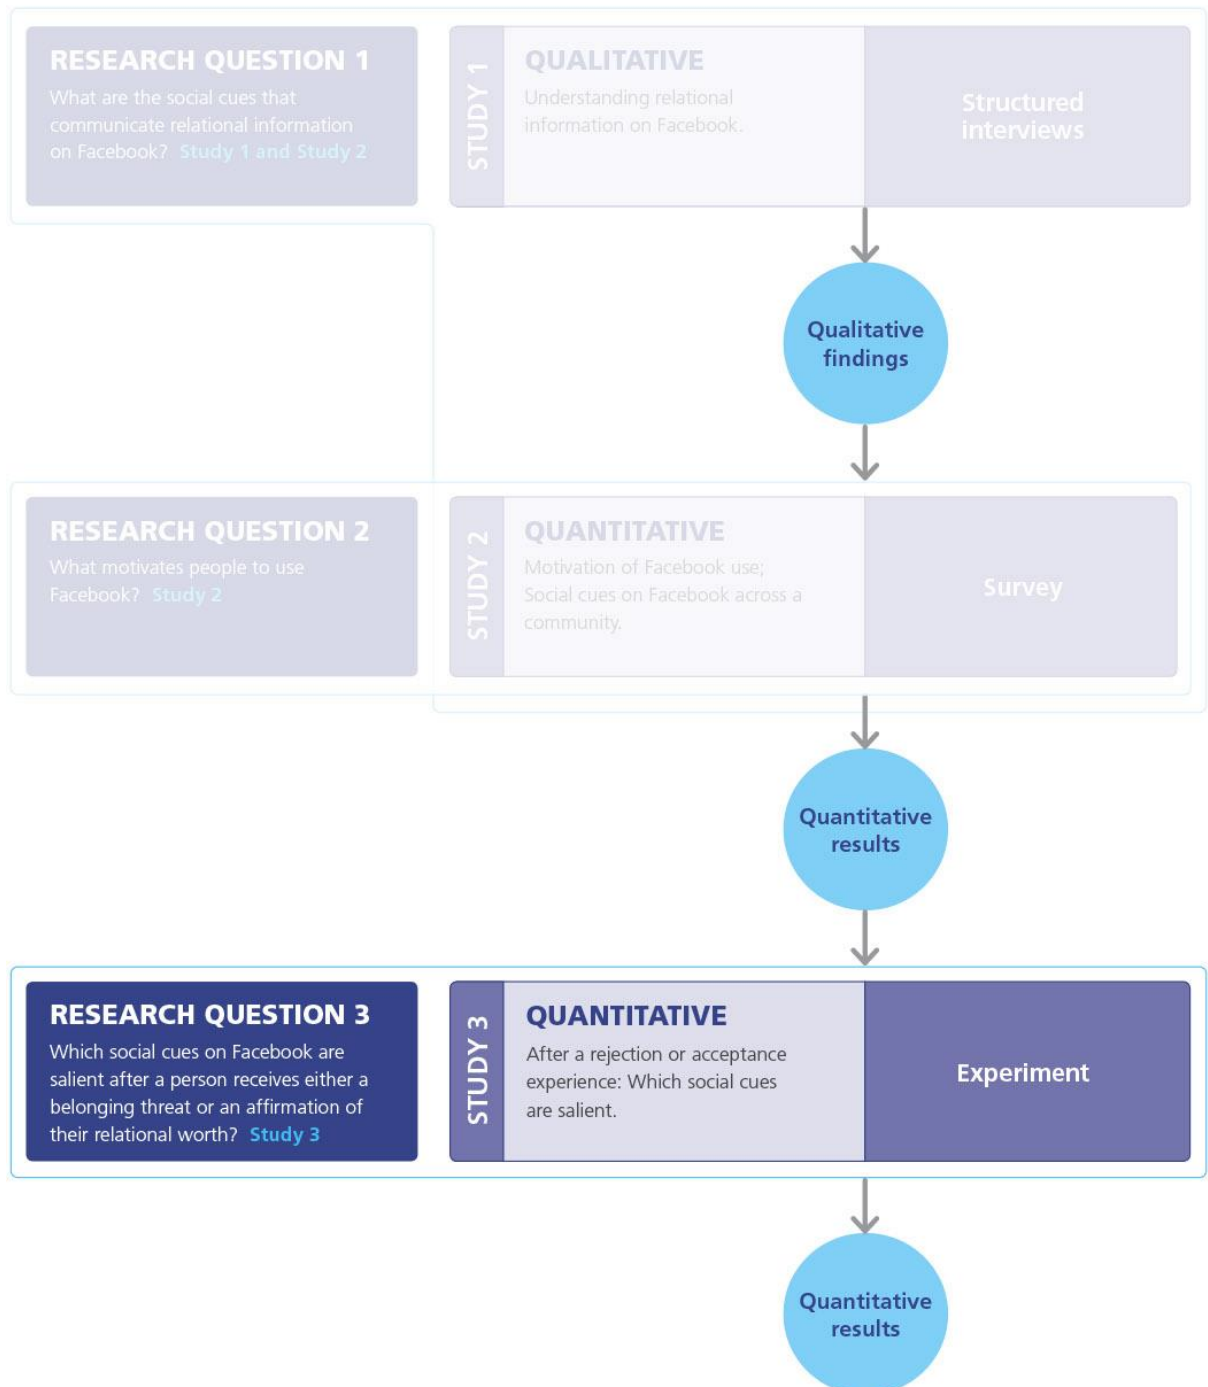 RESEARCH QUESTION 1
What are the social cues that
communicate relational information
on Facebook? Study 1 and Study 2
STUDY 1
QUALITATIVE
Understanding relational
information on Facebook.
Structured
interviews
Qualitative
findings
RESEARCH QUESTION 2
What motivates people to use
Facebook? Study 2
STUDY 2
QUANTITATIVE
Motivation of Facebook use;
Social cues on Facebook across a
community.
Survey
Quantitative
results
RESEARCH QUESTION 3
Which social cues on Facebook are
salient after a person receives either a
belonging threat or an affirmation of
their relational worth? Study 3
STUDY 3
QUANTITATIVE
After a rejection or acceptance
experience: Which social cues
are salient.
Experiment
Quantitative
results